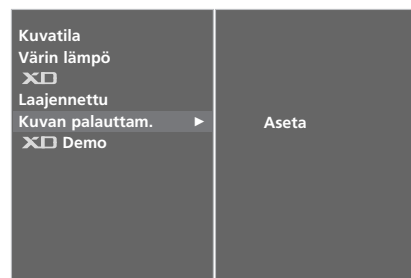 Kuvatila
Värin lämpö
XD
Laajennettu
Kuvan palauttam. ►
XD Demo
Aseta